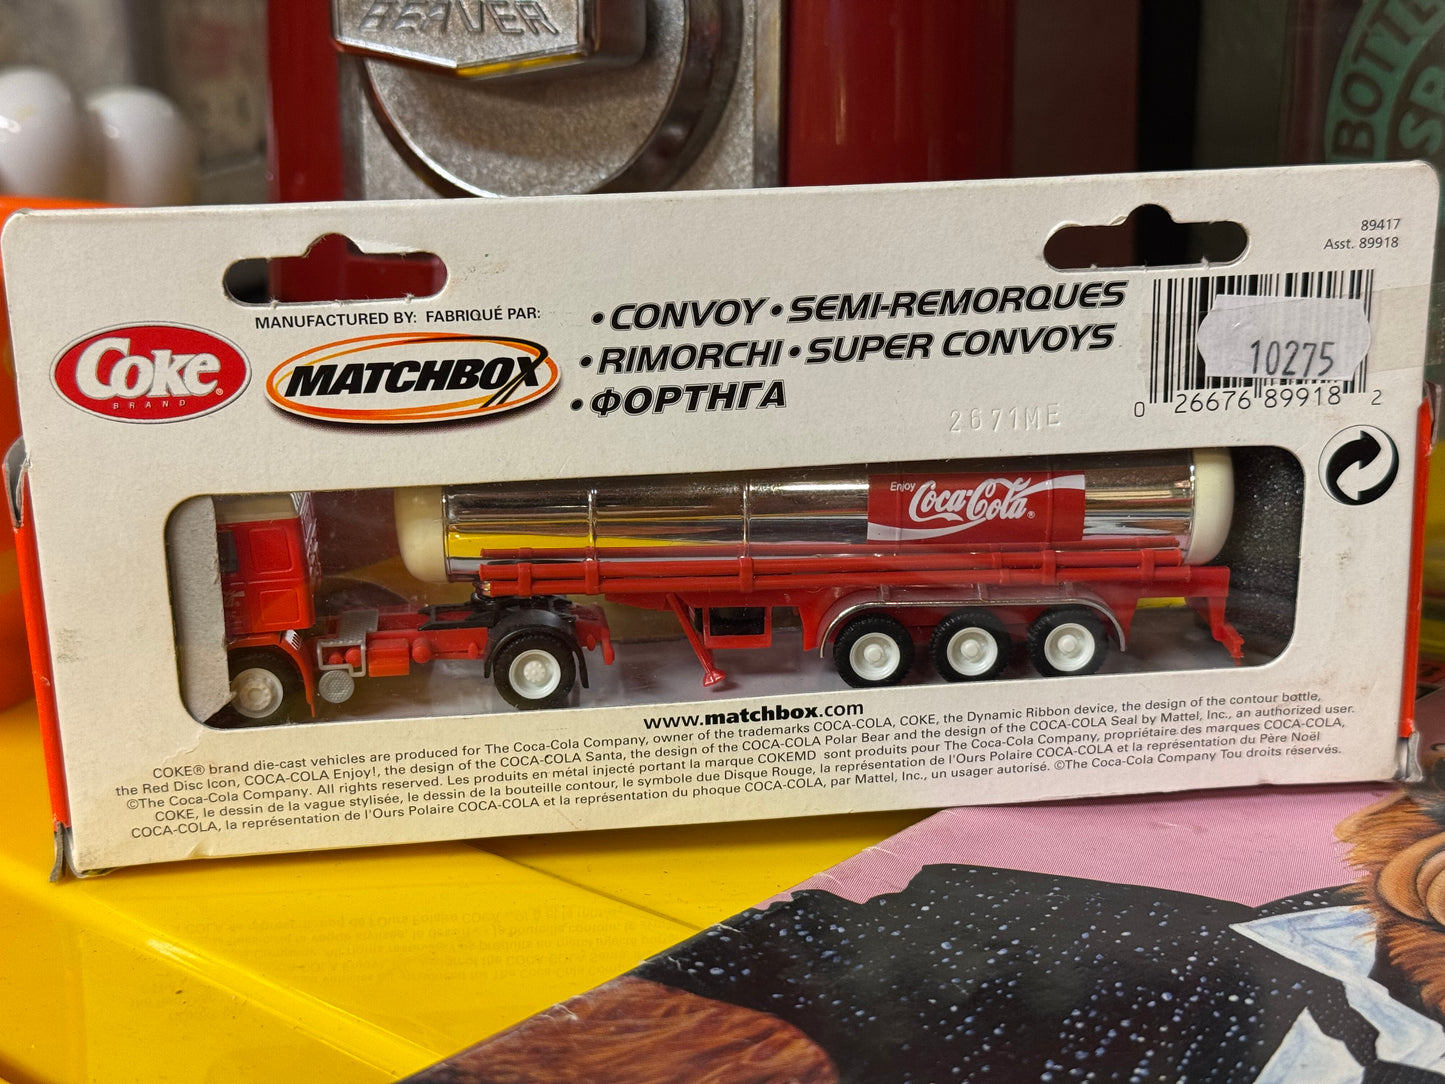 BEAVER
BOTTLE
89417
Asst. 89918
MANUFACTURED BY: FABRIQUÉ PAR:
Coke®
BRAND
MATCHBOX
• CONVOY • SEMI-REMORQUES
• RIMORCHI • SUPER CONVOYS
• ΦΟΡΤΗΓΑ
2671ME
10275
0 26676 89918 2
Enjoy
Coca-Cola®
www.matchbox.com
COKE® brand die-cast vehicles are produced for The Coca-Cola Company, owner of the trademarks COCA-COLA, COKE, the Dynamic Ribbon device, the design of the contour bottle,
the Red Disc Icon, COCA-COLA Enjoy!, the design of the COCA-COLA Santa, the design of the COCA-COLA Polar Bear and the design of the COCA-COLA Seal by Mattel, Inc., an authorized user.
©The Coca-Cola Company. All rights reserved. Les produits en métal injecté portant la marque COKEMD sont produits pour The Coca-Cola Company, propriétaire des marques COCA-COLA,
COKE, le dessin de la vague stylisée, le dessin de la bouteille contour, le symbole due Disque Rouge, la représentation de l'Ours Polaire COCA-COLA et la représentation du Père Noël
COCA-COLA, la représentation de l'Ours Polaire COCA-COLA et la représentation du phoque COCA-COLA, par Mattel, Inc., un usager autorisé. ©The Coca-Cola Company Tou droits réservés.